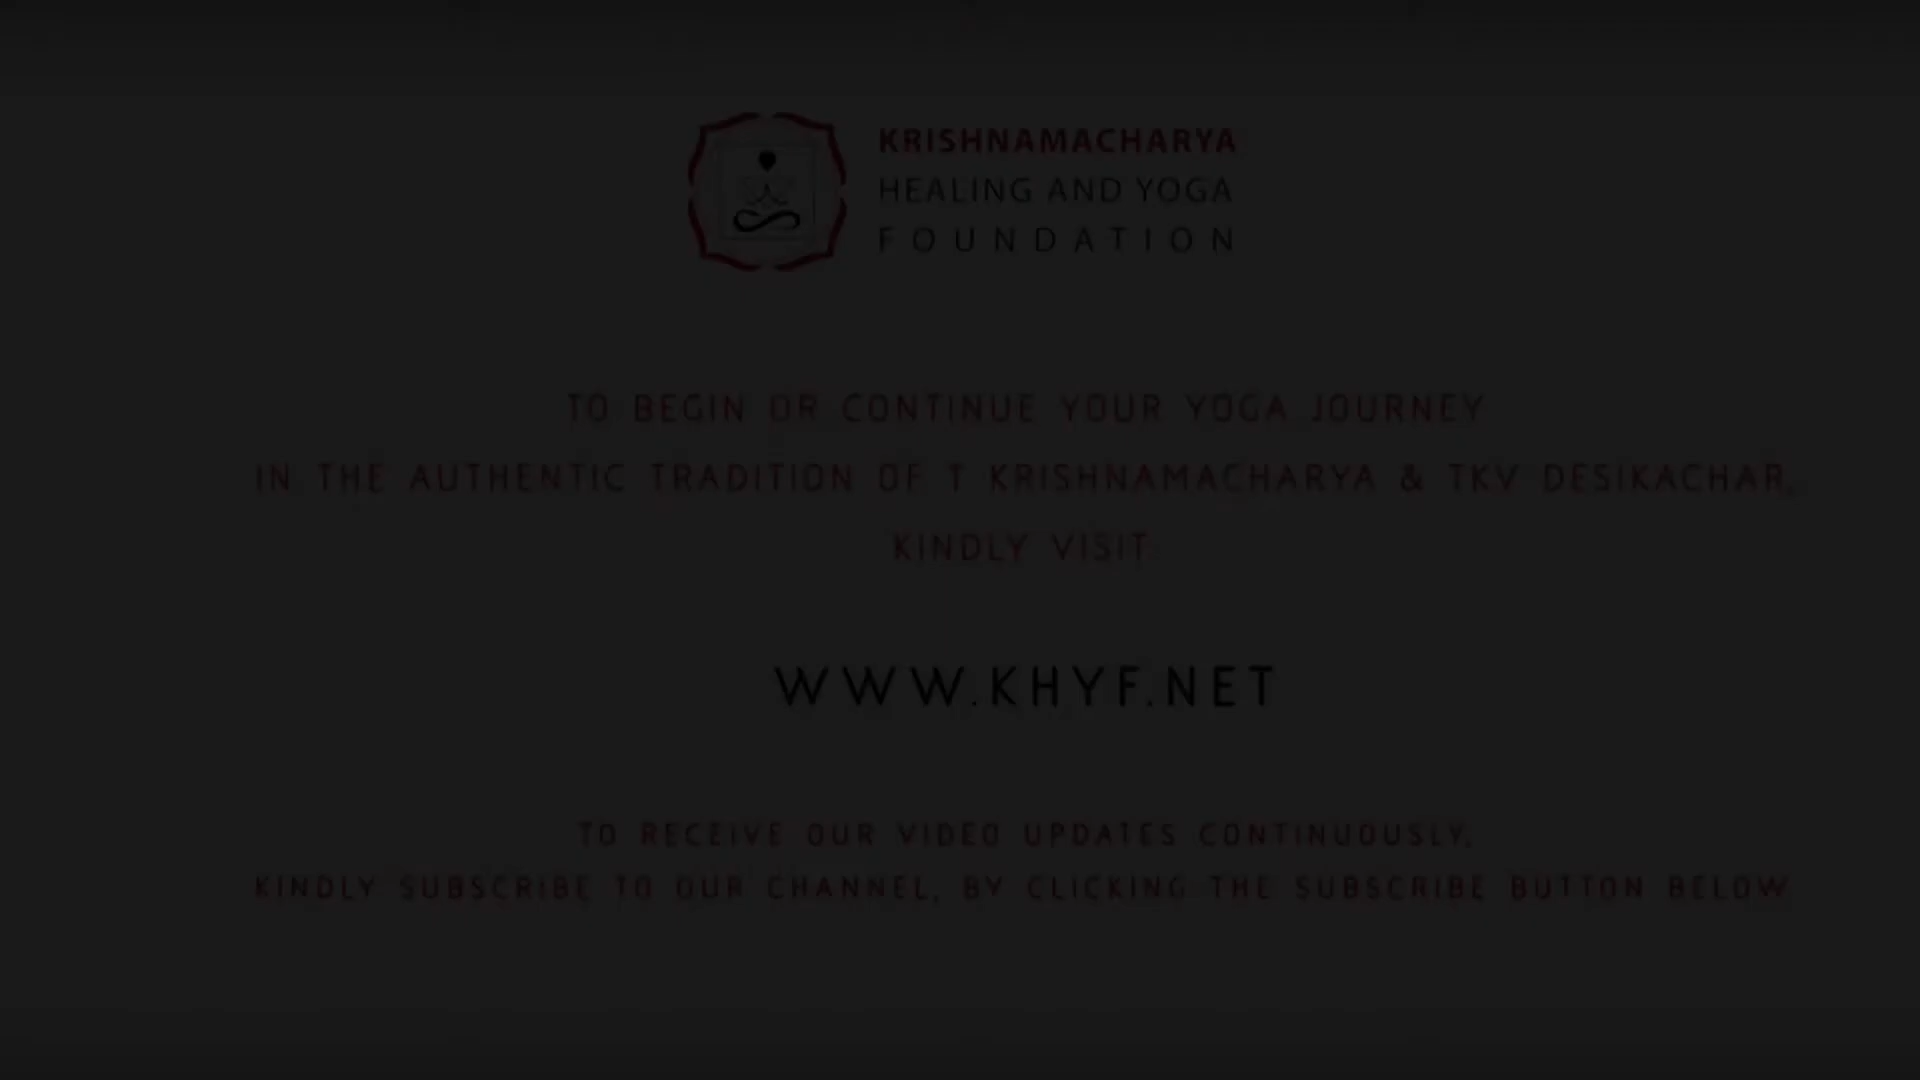 KRISHNAMACHARYA
HEALING AND YOGA
FOUNDATION
TO BEGIN OR CONTINUE YOUR YOGA JOURNEY
IN THE AUTHENTIC TRADITION OF T KRISHNAMACHARYA & TKV DESIKACHAR,
KINDLY VISIT
WWW.KHYF.NET
TO RECEIVE OUR VIDEO UPDATES CONTINUOUSLY,
KINDLY SUBSCRIBE TO OUR CHANNEL, BY CLICKING THE SUBSCRIBE BUTTON BELOW